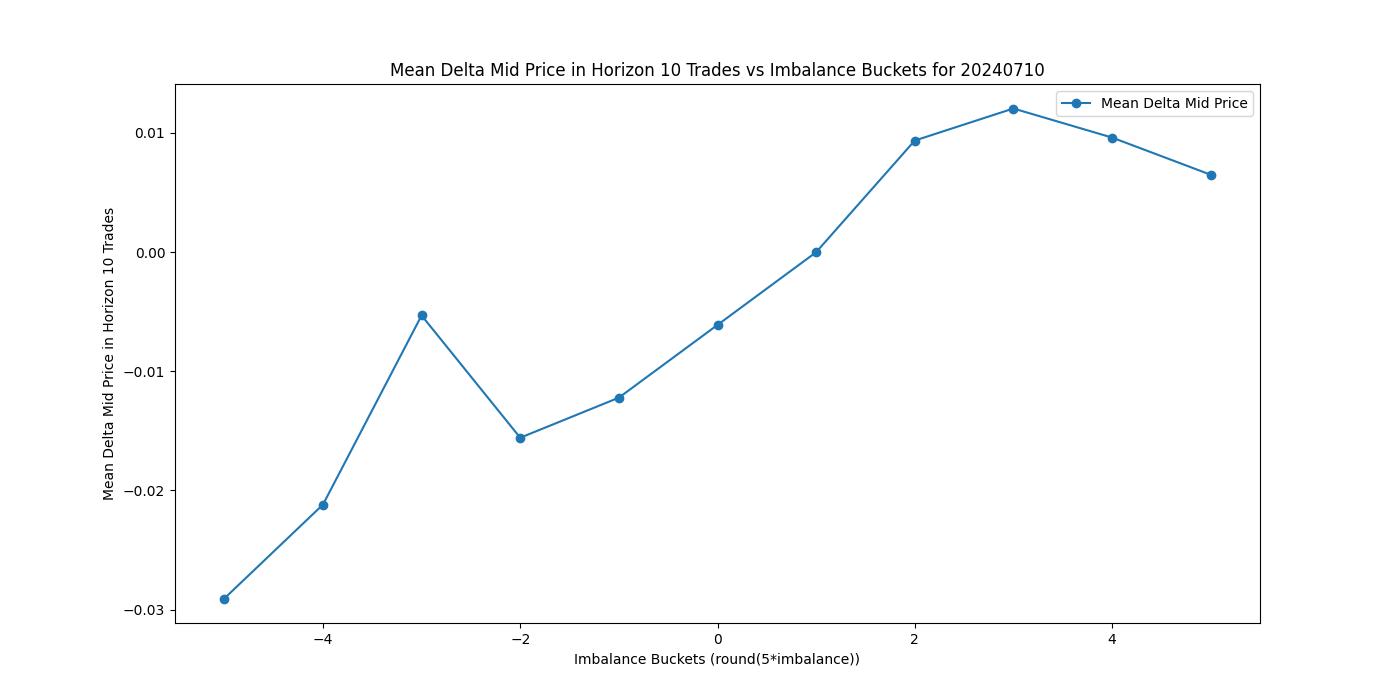 Mean Delta Mid Price in Horizon 10 Trades vs Imbalance Buckets for 20240710
Mean Delta Mid Price
Mean Delta Mid Price in Horizon 10 Trades
0.01
0.00
−0.01
−0.02
−0.03
−4
−2
0
2
4
Imbalance Buckets (round(5*imbalance))